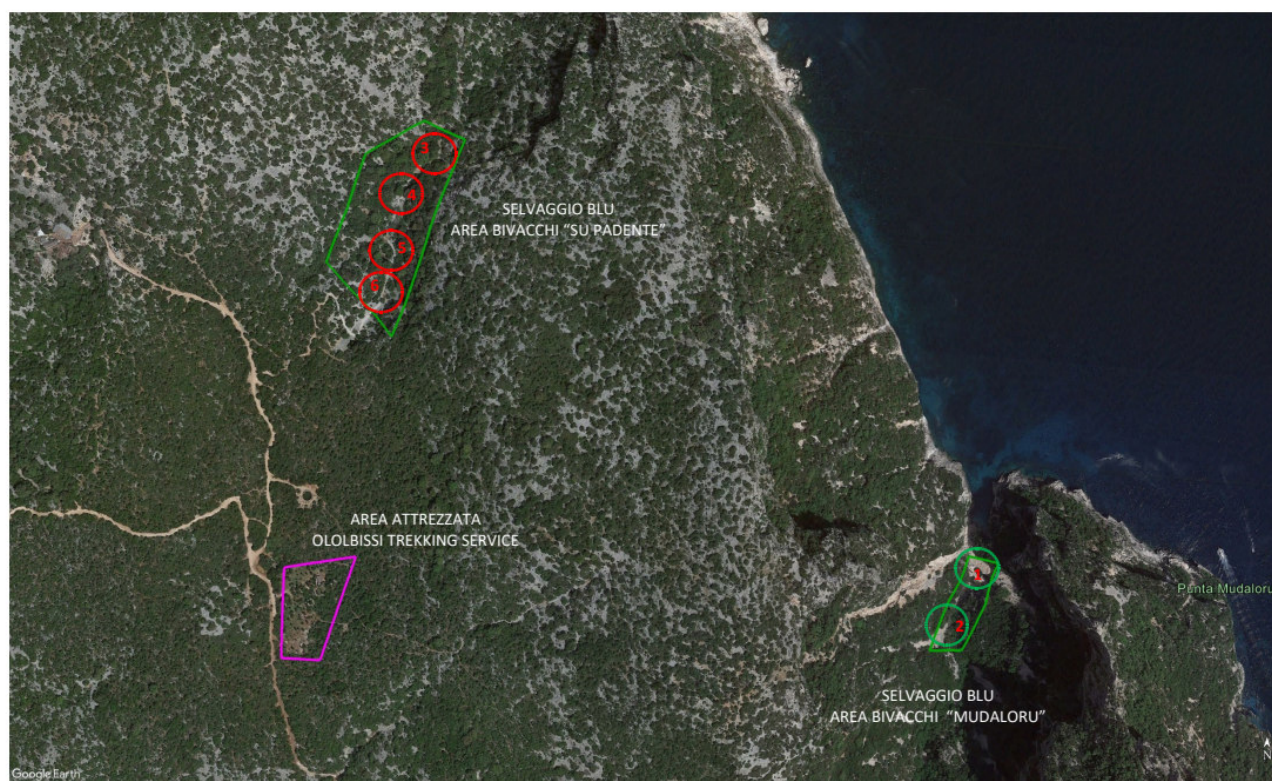 3
4
SELVAGGIO BLU
AREA BIVACCHI “SU PADENTE”
5
6
AREA ATTREZZATA
OLOLBISSI TREKKING SERVICE
1
Punta Mudaloru
2
SELVAGGIO BLU
AREA BIVACCHI “MUDALORU”
N
Google Earth